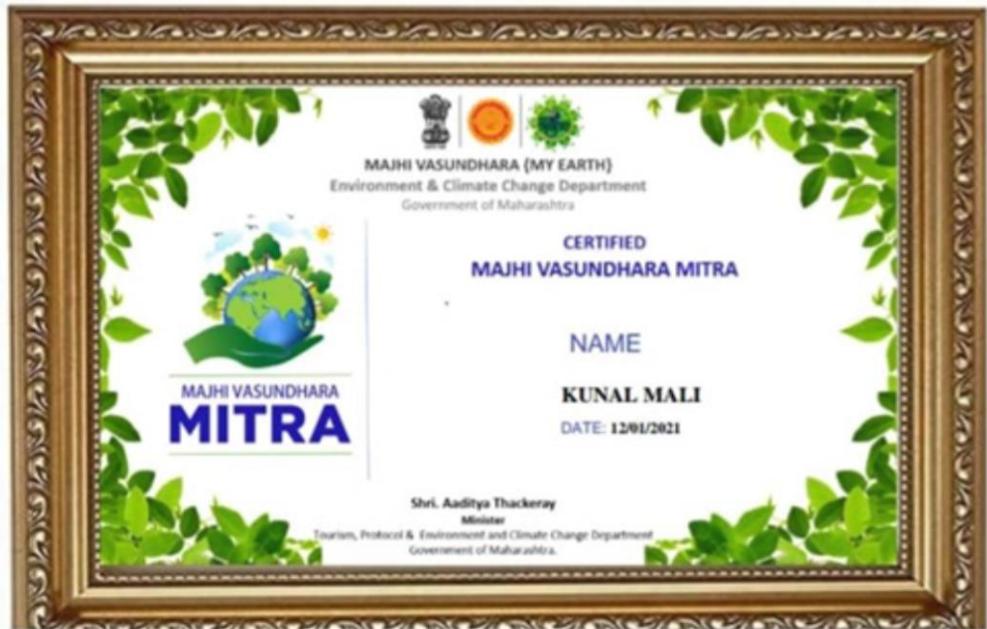 MAJHI VASUNDHARA (MY EARTH)
Environment & Climate Change Department
Government of Maharashtra
CERTIFIED
MAJHI VASUNDHARA MITRA
MAJHI VASUNDHARA
MITRA
NAME
KUNAL MALI
DATE: 12/01/2021
Shri. Aaditya Thackeray
Minister
Tourism, Protocol & Environment and Climate Change Department
Government of Maharashtra.